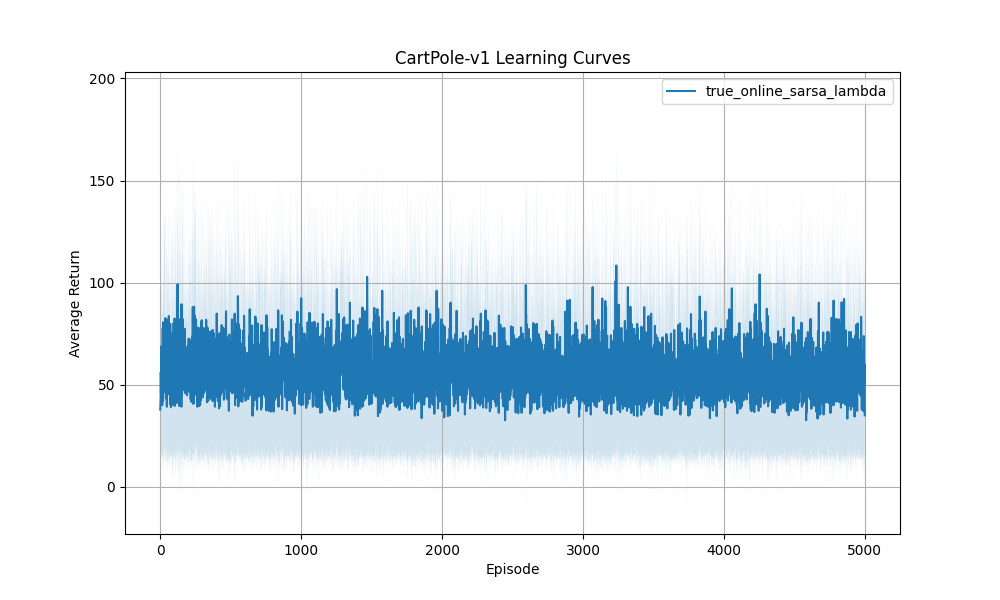 CartPole-v1 Learning Curves
true_online_sarsa_lambda
Average Return
200
150
100
50
0
0 1000 2000 3000 4000 5000
Episode